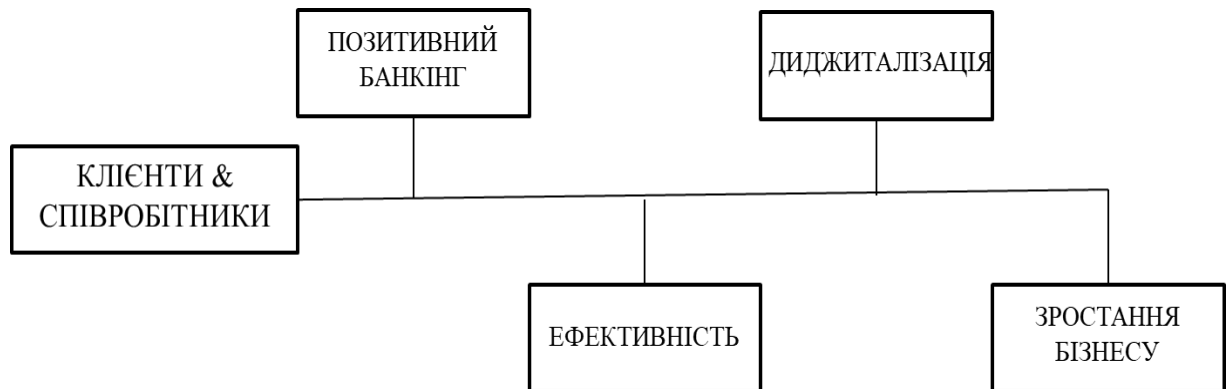 ПОЗИТИВНИЙ
БАНКІНГ
ДИДЖИТАЛІЗАЦІЯ
КЛІЄНТИ &
СПІВРОБІТНИКИ
ЕФЕКТИВНІСТЬ
ЗРОСТАННЯ
БІЗНЕСУ